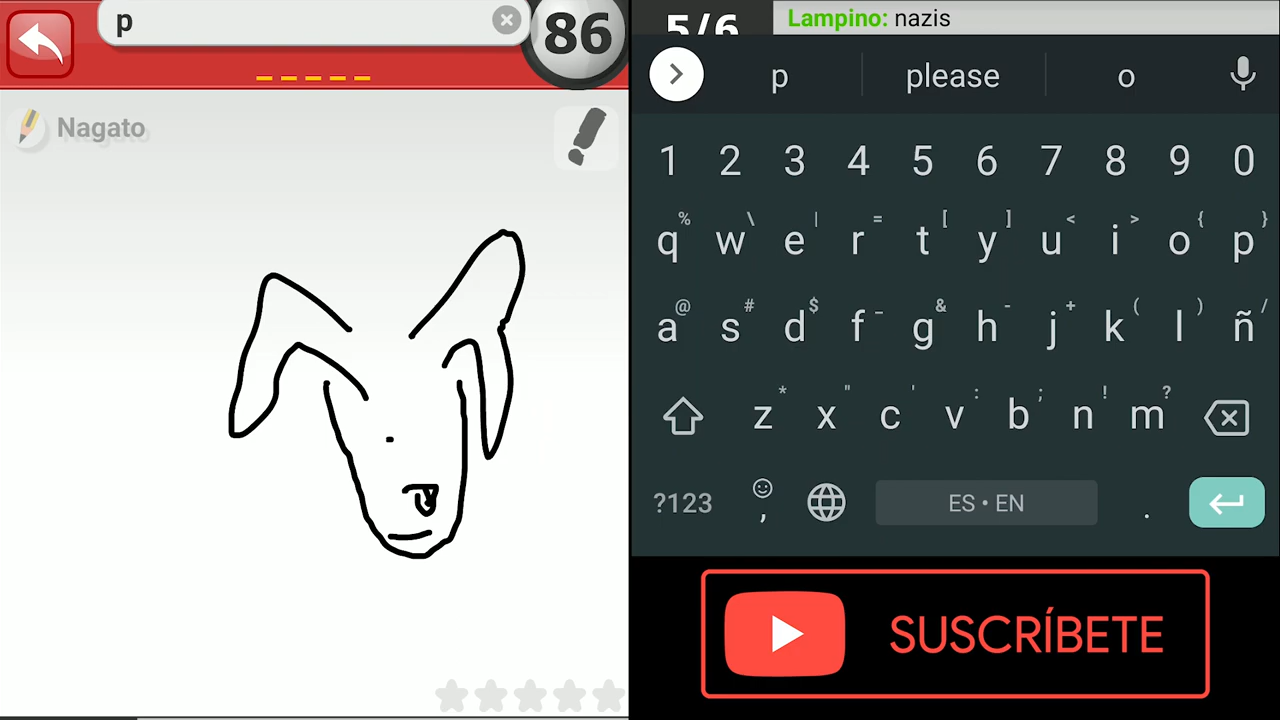 p
86
Nagato
5/6
Lampino: nazis
p please o
1 2 3 4 5 6 7 8 9 0
% \ | = [ ] < > { }
q w e r t y u i o p
@ # $ - & - + ( ) /
a s d f g h j k l ñ
* " ' : ; ! ?
z x c v b n m
?123 , ES • EN .
SUSCRÍBETE